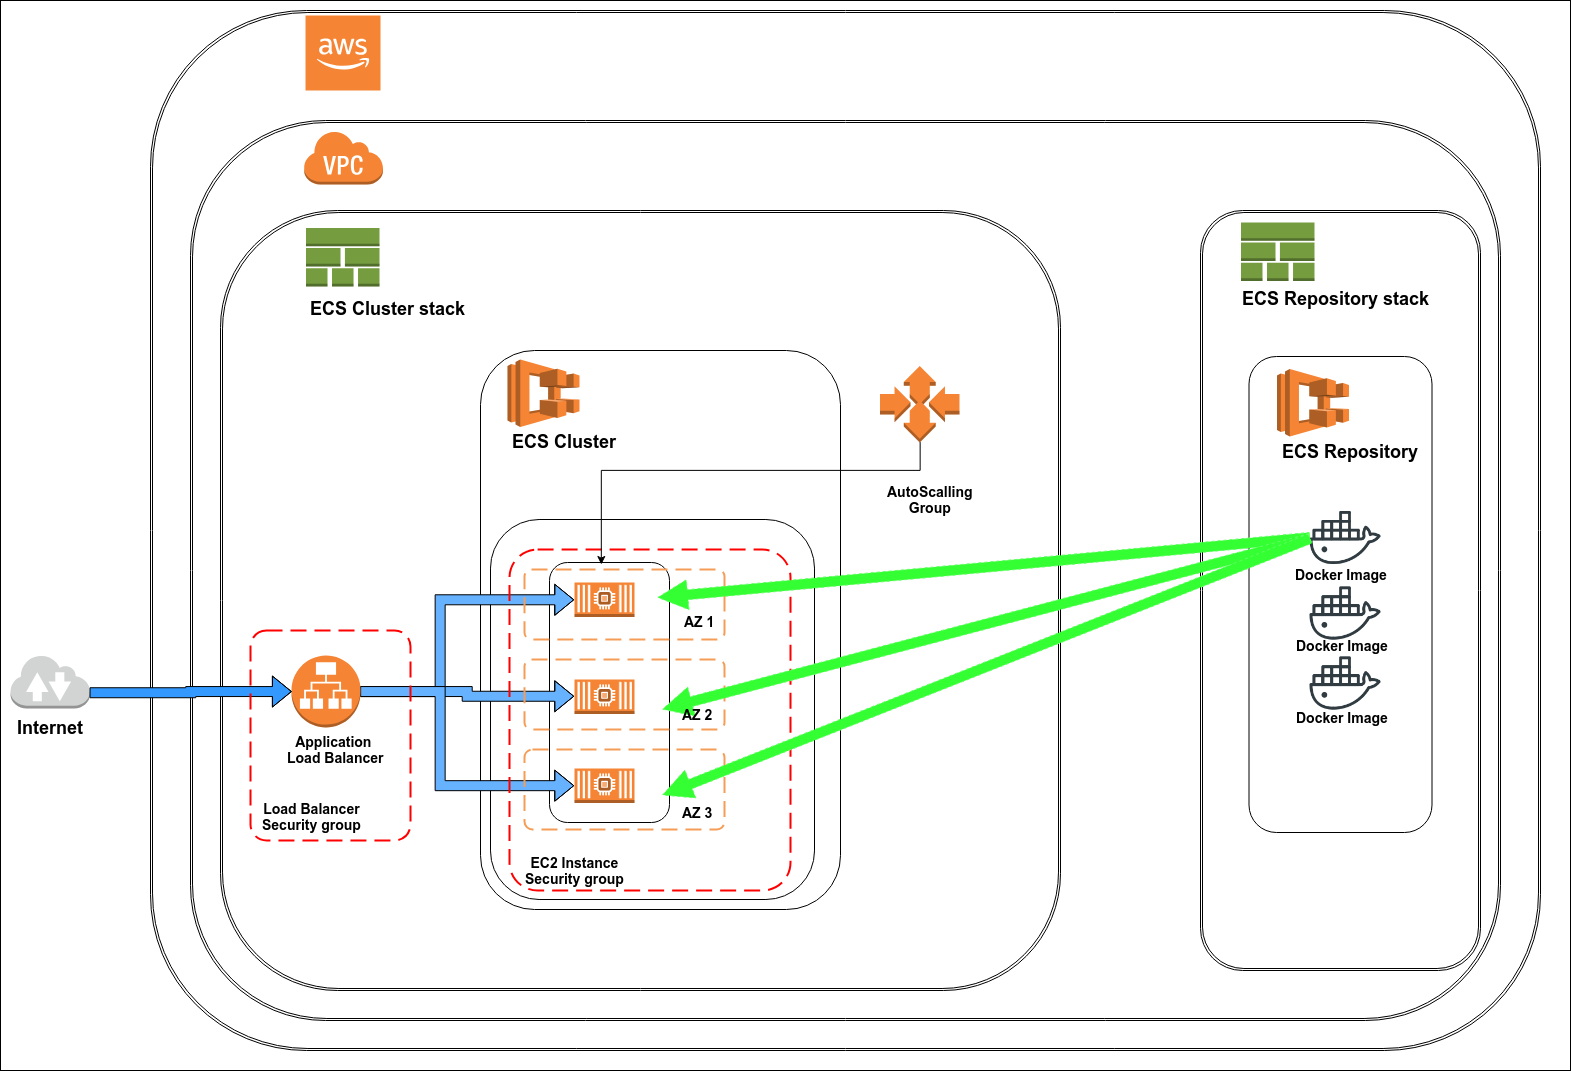 aws
VPC
ECS Cluster stack
ECS Repository stack
ECS Cluster
ECS Repository
AutoScalling
Group
Docker Image
AZ 1
Docker Image
AZ 2
Docker Image
Internet
Application
Load Balancer
Load Balancer
Security group
AZ 3
EC2 Instance
Security group